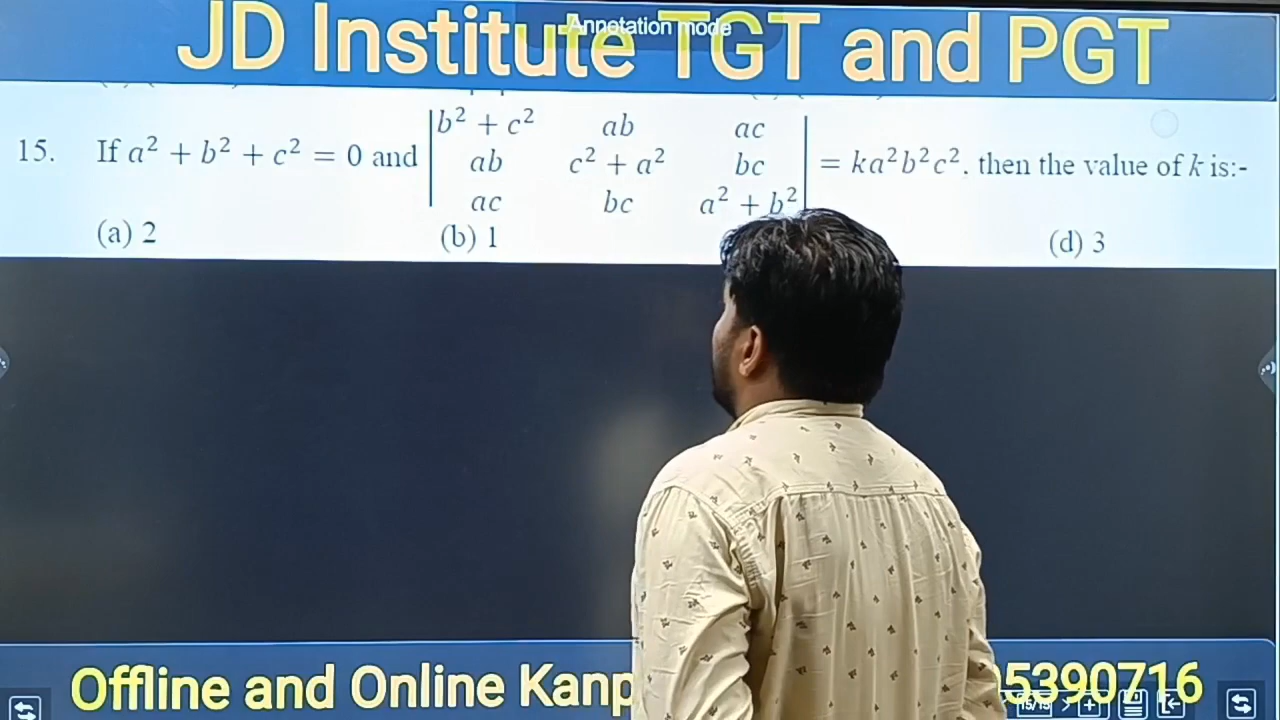 JD Institute TGT and PGT
Annotation mode
15. If a² + b² + c² = 0 and |b² + c² ab ac|
|ab c² + a² bc| = ka²b²c². then the value of k is:-
|ac bc a² + b²|
(a) 2 (b) 1 (d) 3
Offline and Online Kanp 5390716
15/15